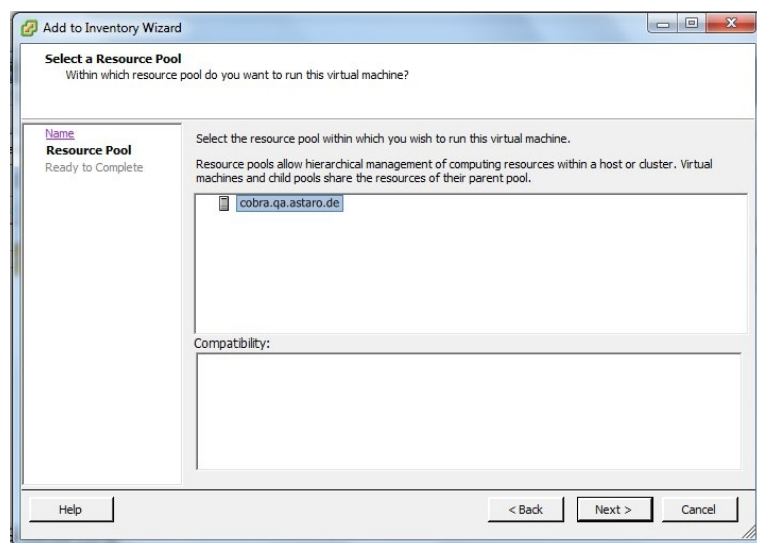 Add to Inventory Wizard
Select a Resource Pool
Within which resource pool do you want to run this virtual machine?
Name
Resource Pool
Ready to Complete
Select the resource pool within which you wish to run this virtual machine.
Resource pools allow hierarchical management of computing resources within a host or cluster. Virtual
machines and child pools share the resources of their parent pool.
cobra.qa.astaro.de
Compatibility:
Help
< Back
Next >
Cancel